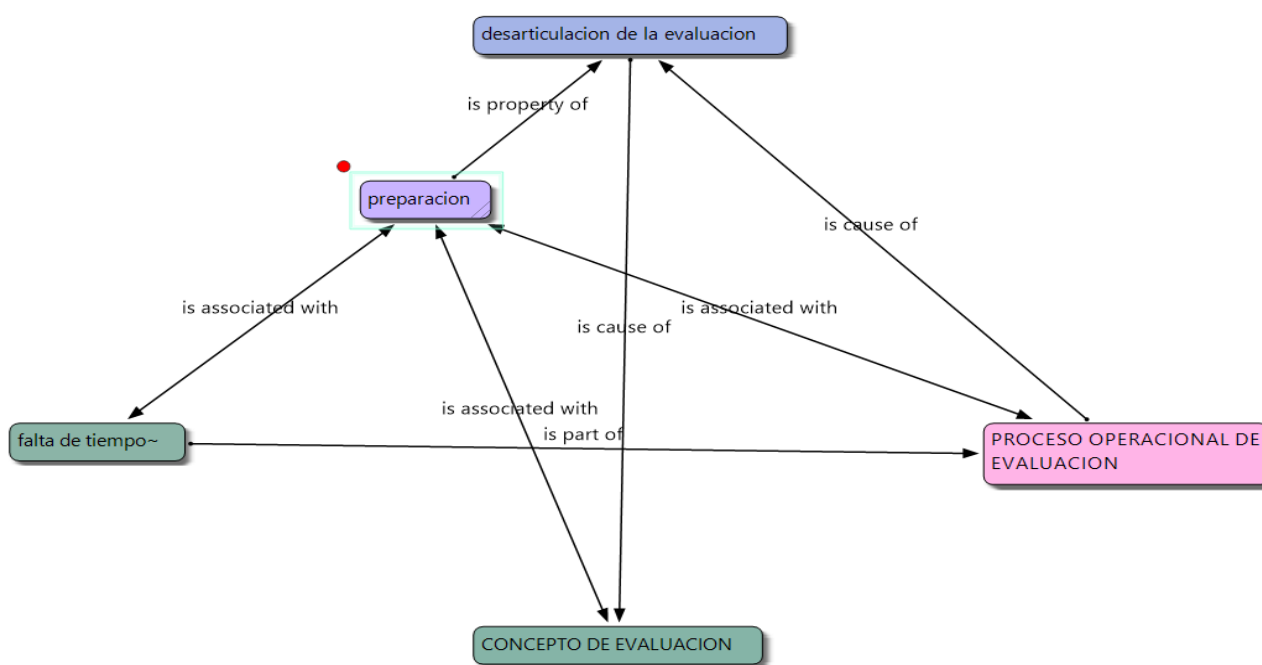 desarticulacion de la evaluacion
is property of
preparacion
is cause of
is associated with
is associated with
is cause of
is associated with
is part of
falta de tiempo~
PROCESO OPERACIONAL DE
EVALUACION
CONCEPTO DE EVALUACION